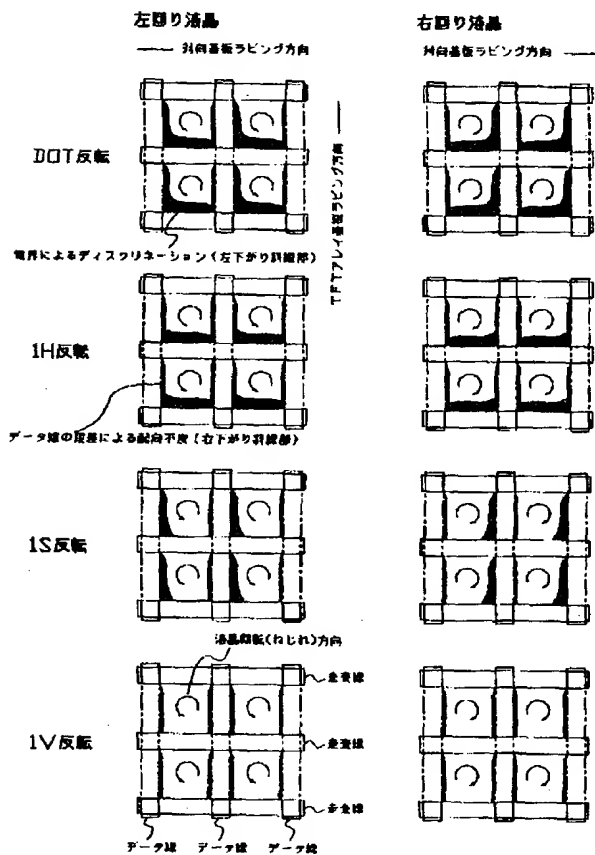 左回り液晶
右回り液晶
対向基板ラビング方向
対向基板ラビング方向
DOT反転
TFTアレイ基板ラビング方向
電界によるディスクリネーション(左下がり斜線部)
1H反転
データ線の段差による配向不良(右下がり斜線部)
1S反転
液晶回転(ねじれ)方向
1V反転
走査線
走査線
走査線
データ線 データ線 データ線